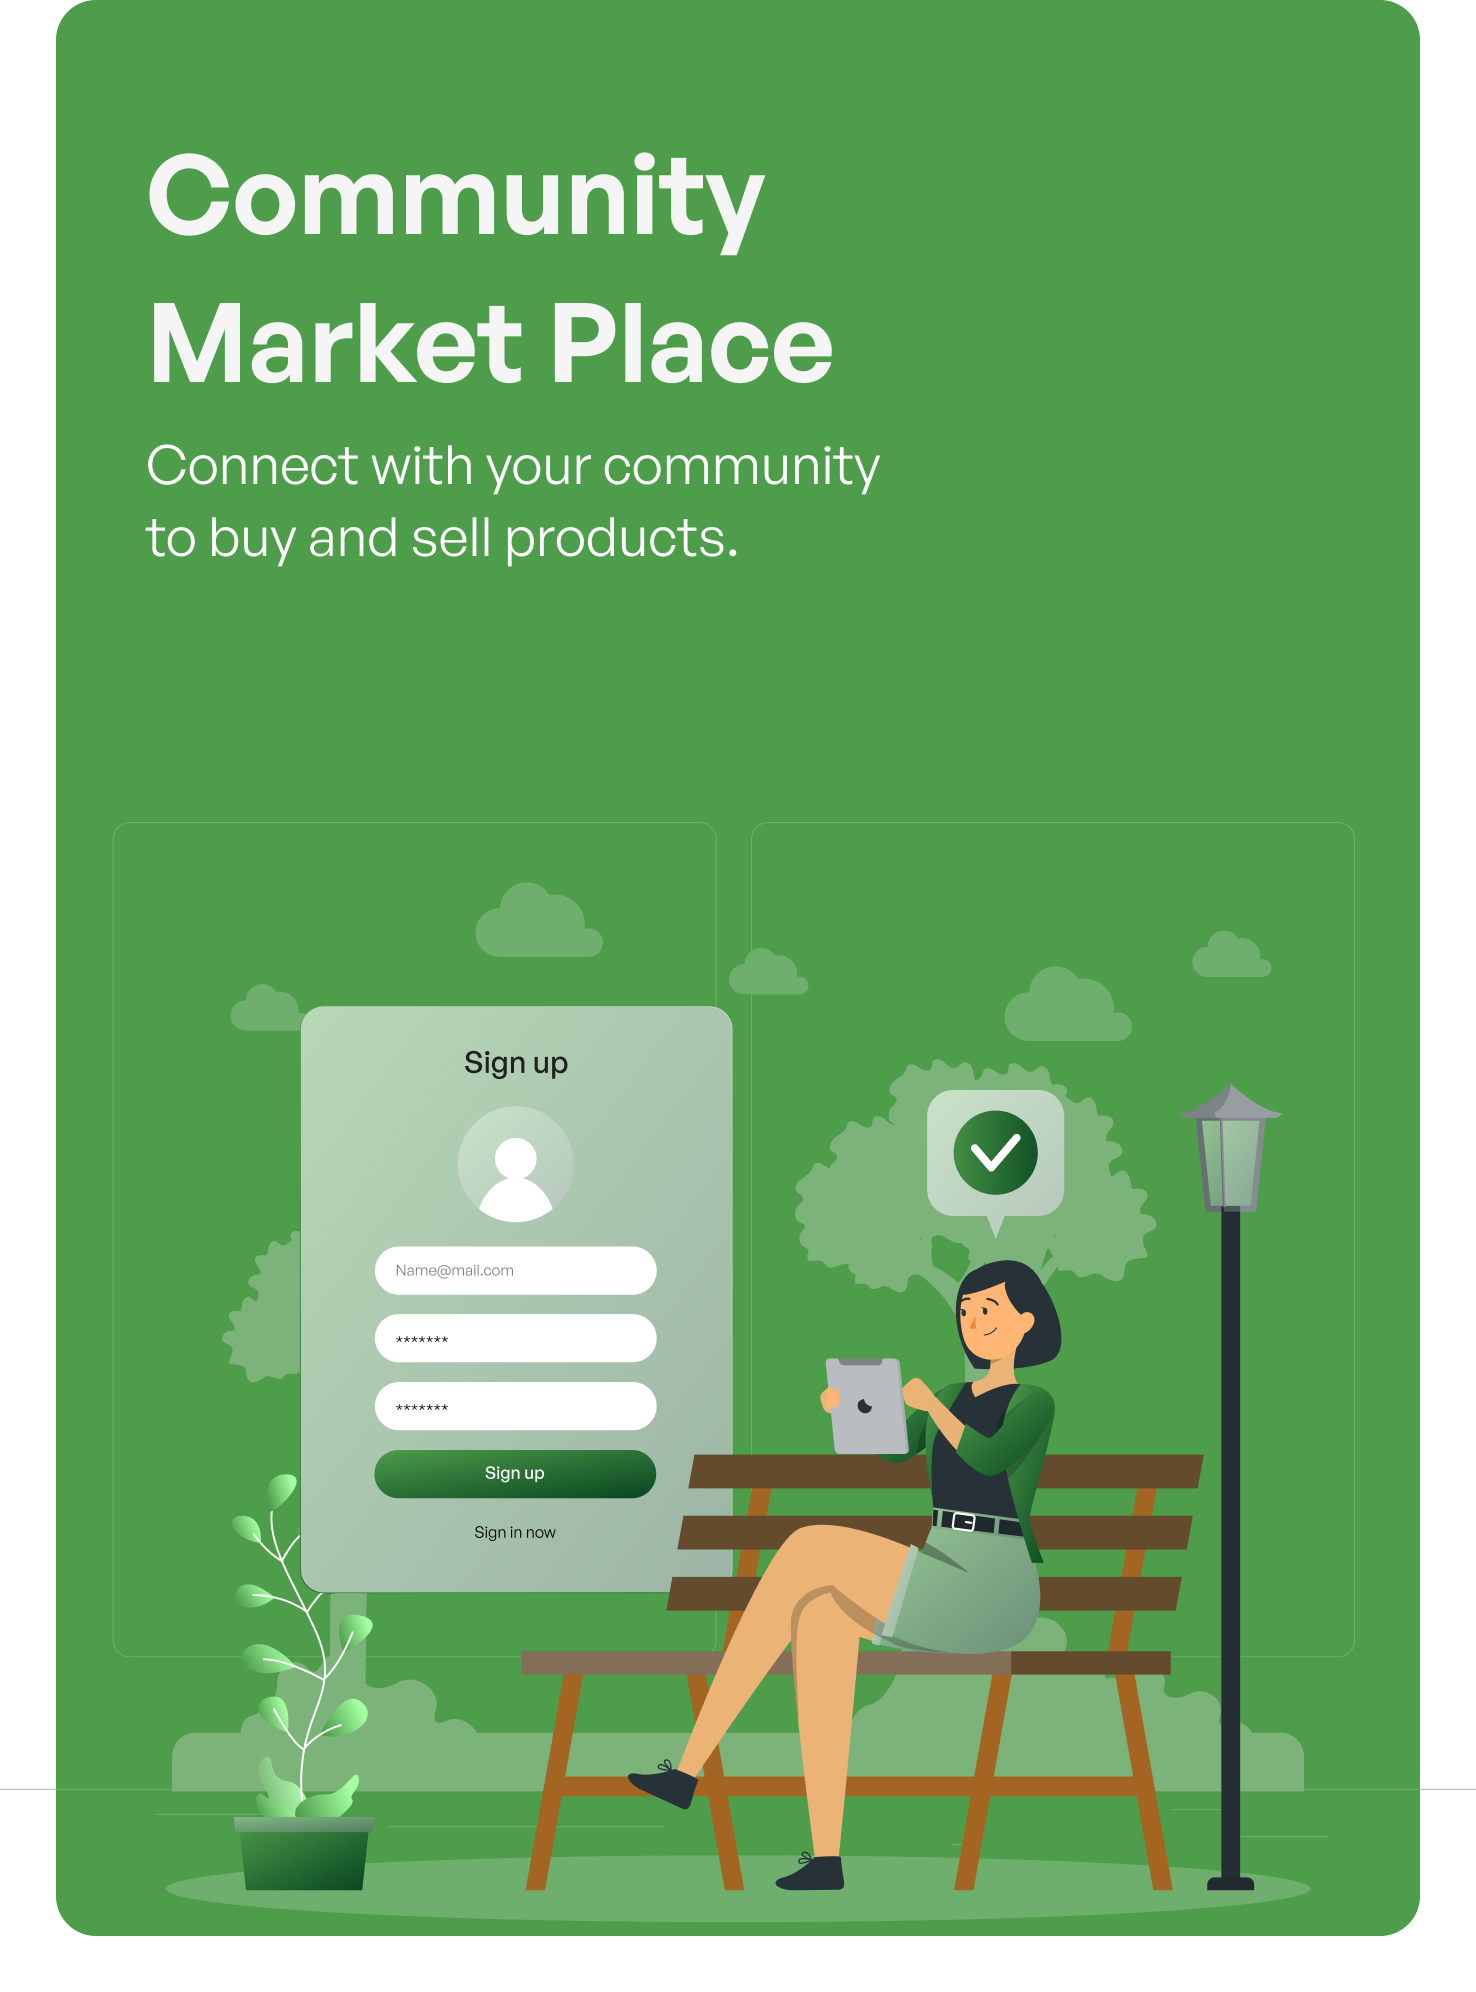 Community
Market Place
Connect with your community
to buy and sell products.
Sign up
Name@mail.com
*******
*******
Sign up
Sign in now